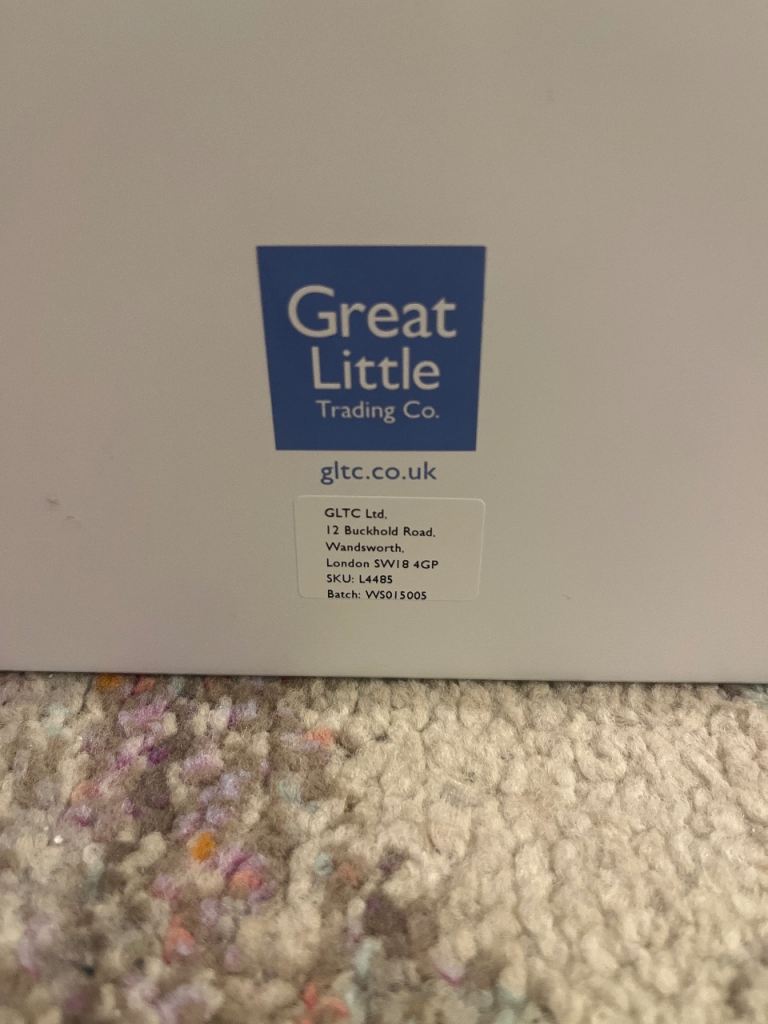 Great
Little
Trading Co.
gltc.co.uk
GLTC Ltd,
12 Buckhold Road,
Wandsworth,
London SW18 4GP
SKU: L4485
Batch: WS015005